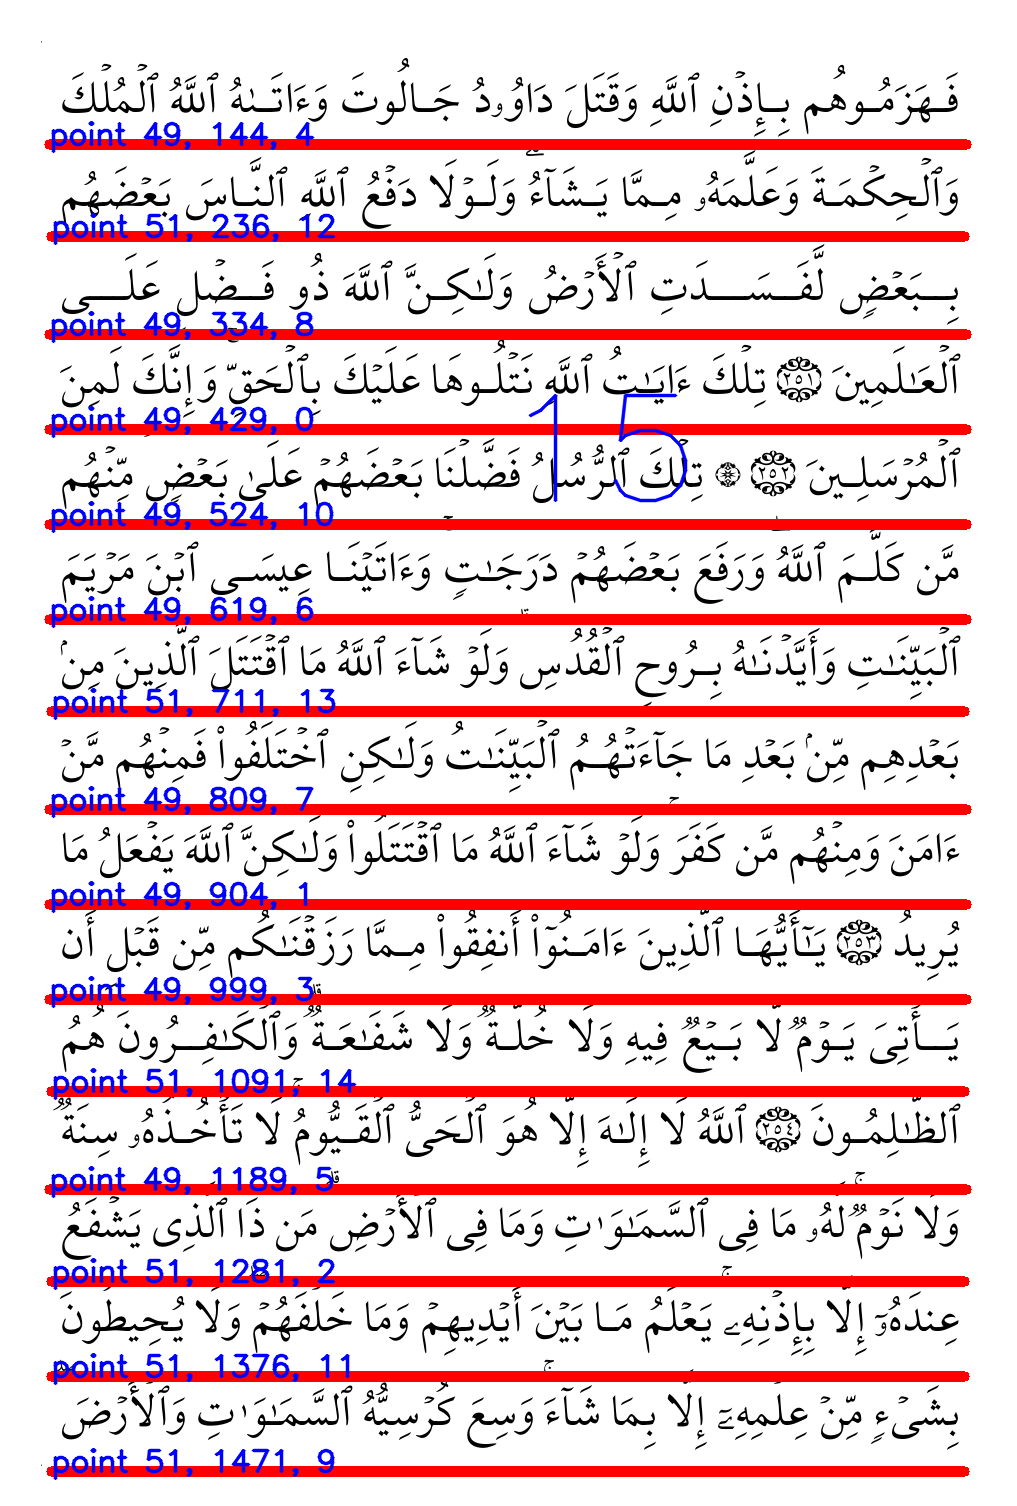 فَهَزَمُوهُم بِإِذْنِ ٱللَّهِ وَقَتَلَ دَاوُۥدُ جَالُوتَ وَءَاتَىٰهُ ٱللَّهُ ٱلْمُلْكَ
point 49, 144, 4
وَٱلْحِكْمَةَ وَعَلَّمَهُۥ مِمَّا يَشَآءُ ۗ وَلَوْلَا دَفْعُ ٱللَّهِ ٱلنَّاسَ بَعْضَهُم
point 51, 236, 12
بِبَعْضٍ لَّفَسَدَتِ ٱلْأَرْضُ وَلَـٰكِنَّ ٱللَّهَ ذُو فَضْلٍ عَلَى
point 49, 334, 8
ٱلْعَـٰلَمِينَ ٢٥١ تِلْكَ ءَايَـٰتُ ٱللَّهِ نَتْلُوهَا عَلَيْكَ بِٱلْحَقِّ ۚ وَإِنَّكَ لَمِنَ
point 49, 429, 0
15
ٱلْمُرْسَلِينَ ٢٥٢ ۞ تِلْكَ ٱلرُّسُلُ فَضَّلْنَا بَعْضَهُمْ عَلَىٰ بَعْضٍ مِّنْهُم
point 49, 524, 10
مَّن كَلَّمَ ٱللَّهُ ۖ وَرَفَعَ بَعْضَهُمْ دَرَجَـٰتٍ ۚ وَءَاتَيْنَا عِيسَى ٱبْنَ مَرْيَمَ
point 49, 619, 6
ٱلْبَيِّنَـٰتِ وَأَيَّدْنَـٰهُ بِرُوحِ ٱلْقُدُسِ ۗ وَلَوْ شَآءَ ٱللَّهُ مَا ٱقْتَتَلَ ٱلَّذِينَ مِنۢ
point 51, 711, 13
بَعْدِهِم مِّنۢ بَعْدِ مَا جَآءَتْهُمُ ٱلْبَيِّنَـٰتُ وَلَـٰكِنِ ٱخْتَلَفُوا۟ فَمِنْهُم مَّنْ
point 49, 809, 7
ءَامَنَ وَمِنْهُم مَّن كَفَرَ ۚ وَلَوْ شَآءَ ٱللَّهُ مَا ٱقْتَتَلُوا۟ وَلَـٰكِنَّ ٱللَّهَ يَفْعَلُ مَا
point 49, 904, 1
يُرِيدُ ٢٥٣ يَـٰٓأَيُّهَا ٱلَّذِينَ ءَامَنُوٓا۟ أَنفِقُوا۟ مِمَّا رَزَقْنَـٰكُم مِّن قَبْلِ أَن
point 49, 999, 3
يَأْتِىَ يَوْمٌ لَّا بَيْعٌ فِيهِ وَلَا خُلَّةٌ وَلَا شَفَـٰعَةٌ ۗ وَٱلْكَـٰفِرُونَ هُمُ
point 51, 1091, 14
ٱلظَّـٰلِمُونَ ٢٥٤ ٱللَّهُ لَا إِلَـٰهَ إِلَّا هُوَ ٱلْحَىُّ ٱلْقَيُّومُ ۚ لَا تَأْخُذُهُۥ سِنَةٌ
point 49, 1189, 5
وَلَا نَوْمٌ ۚ لَّهُۥ مَا فِى ٱلسَّمَـٰوَٰتِ وَمَا فِى ٱلْأَرْضِ ۗ مَن ذَا ٱلَّذِى يَشْفَعُ
point 51, 1281, 2
عِندَهُۥٓ إِلَّا بِإِذْنِهِۦ ۚ يَعْلَمُ مَا بَيْنَ أَيْدِيهِمْ وَمَا خَلْفَهُمْ ۖ وَلَا يُحِيطُونَ
point 51, 1376, 11
بِشَىْءٍ مِّنْ عِلْمِهِۦٓ إِلَّا بِمَا شَآءَ ۚ وَسِعَ كُرْسِيُّهُ ٱلسَّمَـٰوَٰتِ وَٱلْأَرْضَ ۖ
point 51, 1471, 9